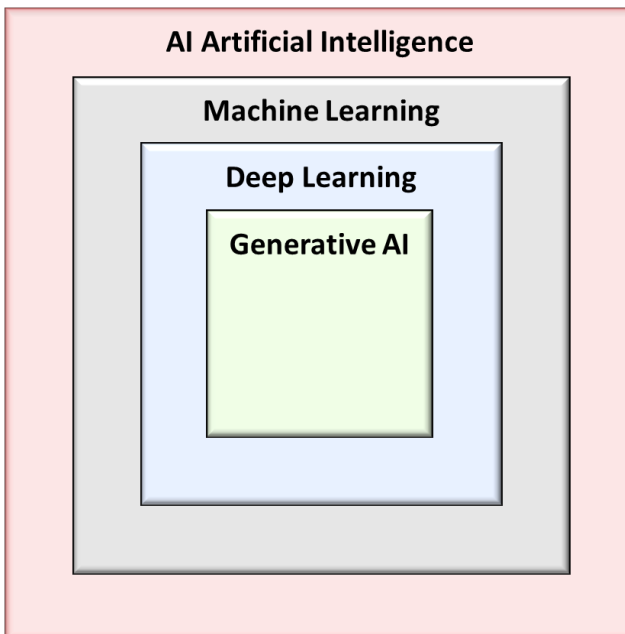 AI Artificial Intelligence
Machine Learning
Deep Learning
Generative AI